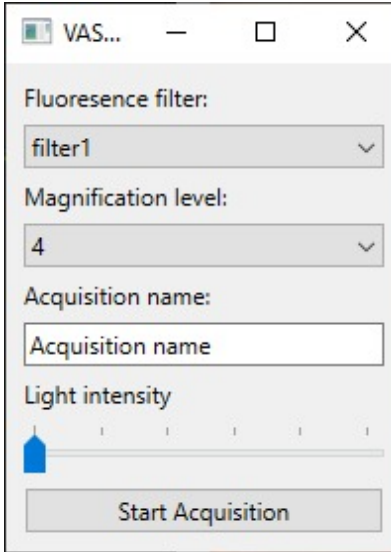 VAS...
Fluoresence filter:
filter1
Magnification level:
4
Acquisition name:
Acquisition name
Light intensity
Start Acquisition